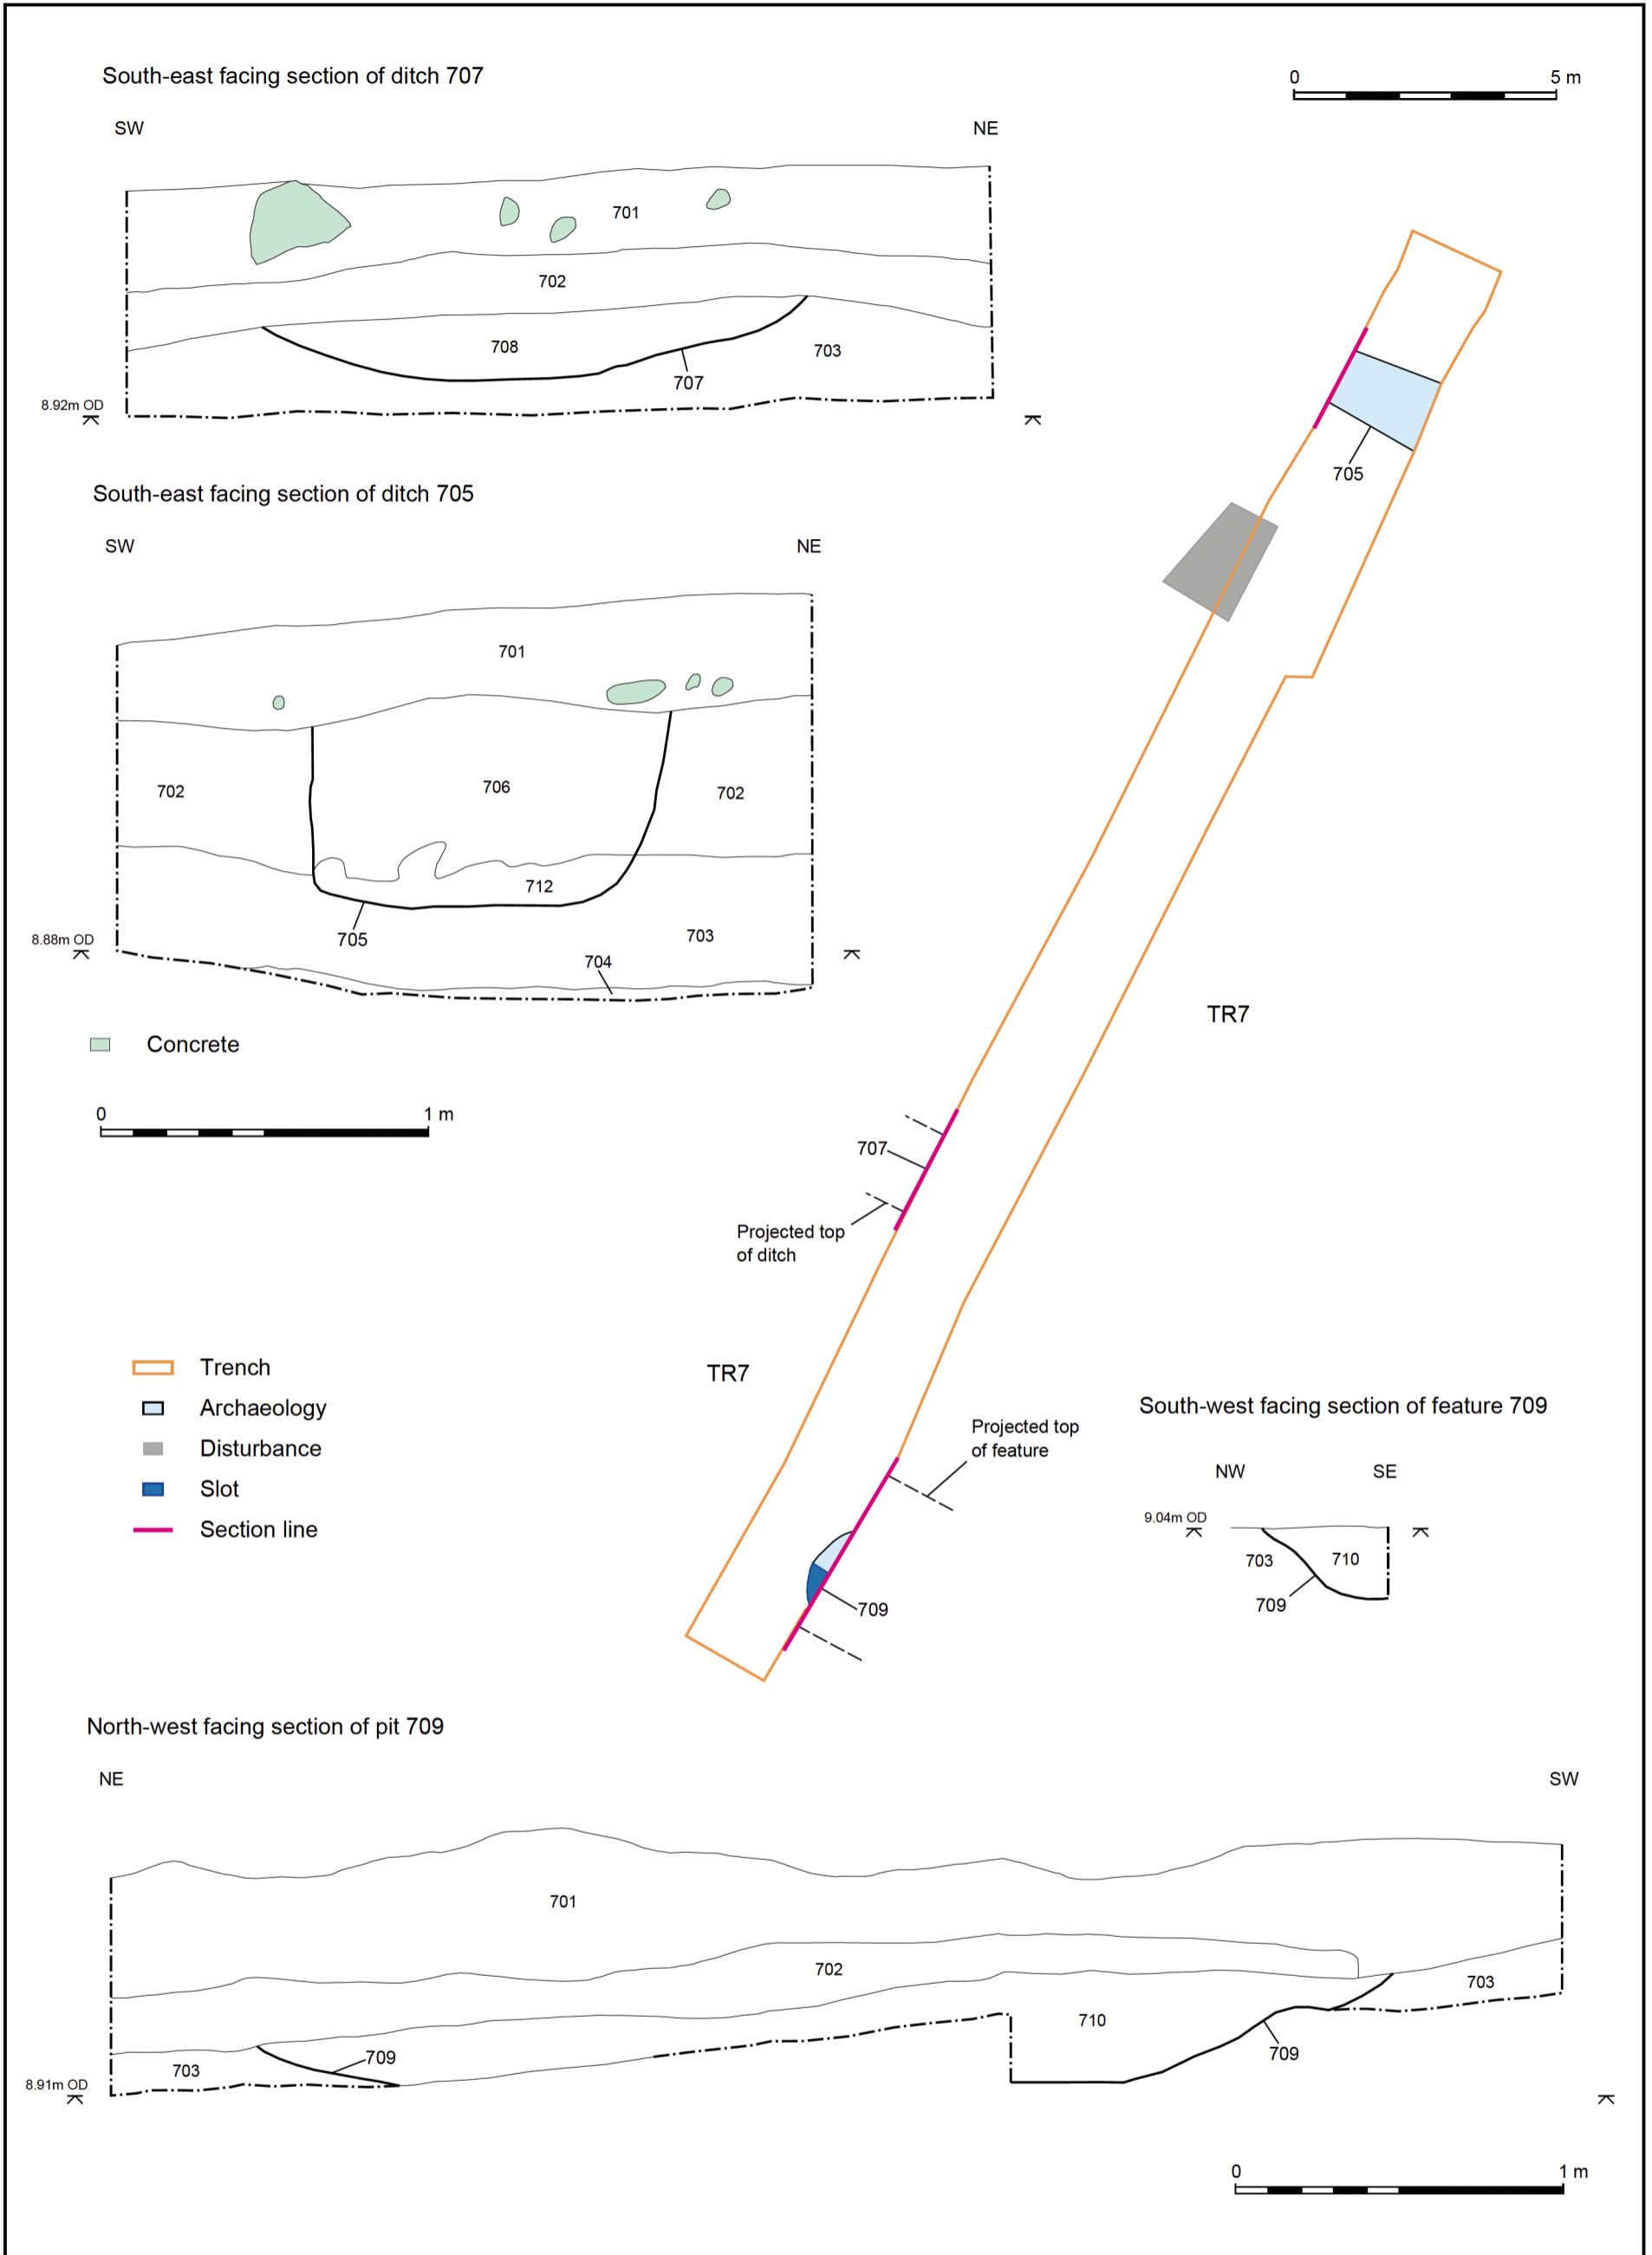 South-east facing section of ditch 707
0 5 m
SW NE
701
702
708
703
707
8.92m OD
South-east facing section of ditch 705
SW NE
701
702
706
702
712
705
703
8.88m OD
704
Concrete
0 1 m
705
TR7
707
Projected top
of ditch
TR7
Projected top
of feature
709
Trench
Archaeology
Disturbance
Slot
Section line
South-west facing section of feature 709
NW SE
9.04m OD
703
710
709
North-west facing section of pit 709
NE SW
701
702
703
710
709
709
703
8.91m OD
0 1 m